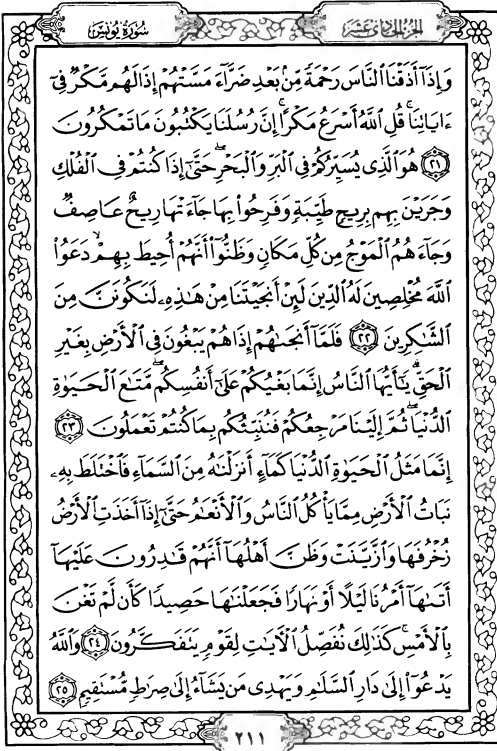 الجزء الحادي عشر
سورة يونس
وَإِذَآ أَذَقۡنَا ٱلنَّاسَ رَحۡمَةٗ مِّنۢ بَعۡدِ ضَرَّآءَ مَسَّتۡهُمۡ إِذَا لَهُم مَّكۡرٞ فِيٓ
ءَايَاتِنَاۚ قُلِ ٱللَّهُ أَسۡرَعُ مَكۡرًاۚ إِنَّ رُسُلَنَا يَكۡتُبُونَ مَا تَمۡكُرُونَ
٢١ هُوَ ٱلَّذِي يُسَيِّرُكُمۡ فِي ٱلۡبَرِّ وَٱلۡبَحۡرِۖ حَتَّىٰٓ إِذَا كُنتُمۡ فِي ٱلۡفُلۡكِ
وَجَرَيۡنَ بِهِم بِرِيحٖ طَيِّبَةٖ وَفَرِحُواْ بِهَا جَآءَتۡهَا رِيحٌ عَاصِفٞ
وَجَآءَهُمُ ٱلۡمَوۡجُ مِن كُلِّ مَكَانٖ وَظَنُّوٓاْ أَنَّهُمۡ أُحِيطَ بِهِمۡ دَعَوُاْ
ٱللَّهَ مُخۡلِصِينَ لَهُ ٱلدِّينَ لَئِنۡ أَنجَيۡتَنَا مِنۡ هَٰذِهِۦ لَنَكُونَنَّ مِنَ
ٱلشَّٰكِرِينَ ٢٢ فَلَمَّآ أَنجَىٰهُمۡ إِذَا هُمۡ يَبۡغُونَ فِي ٱلۡأَرۡضِ بِغَيۡرِ
ٱلۡحَقِّۗ يَٰٓأَيُّهَا ٱلنَّاسُ إِنَّمَا بَغۡيُكُمۡ عَلَىٰٓ أَنفُسِكُمۖ مَّتَٰعَ ٱلۡحَيَوٰةِ
ٱلدُّنۡيَاۖ ثُمَّ إِلَيۡنَا مَرۡجِعُكُمۡ فَنُنَبِّئُكُم بِمَا كُنتُمۡ تَعۡمَلُونَ ٢٣
إِنَّمَا مَثَلُ ٱلۡحَيَوٰةِ ٱلدُّنۡيَا كَمَآءٍ أَنزَلۡنَٰهُ مِنَ ٱلسَّمَآءِ فَٱخۡتَلَطَ بِهِۦ
نَبَاتُ ٱلۡأَرۡضِ مِمَّا يَأۡكُلُ ٱلنَّاسُ وَٱلۡأَنۡعَٰمُ حَتَّىٰٓ إِذَآ أَخَذَتِ ٱلۡأَرۡضُ
زُخۡرُفَهَا وَٱزَّيَّنَتۡ وَظَنَّ أَهۡلُهَآ أَنَّهُمۡ قَٰدِرُونَ عَلَيۡهَآ
أَتَىٰهَآ أَمۡرُنَا لَيۡلًا أَوۡ نَهَارٗا فَجَعَلۡنَٰهَا حَصِيدٗا كَأَن لَّمۡ تَغۡنَ
بِٱلۡأَمۡسِۚ كَذَٰلِكَ نُفَصِّلُ ٱلۡأٓيَٰتِ لِقَوۡمٖ يَتَفَكَّرُونَ ٢٤ وَٱللَّهُ
يَدۡعُوٓاْ إِلَىٰ دَارِ ٱلسَّلَٰمِ وَيَهۡدِي مَن يَشَآءُ إِلَىٰ صِرَٰطٖ مُّسۡتَقِيمٖ ٢٥
٢١١